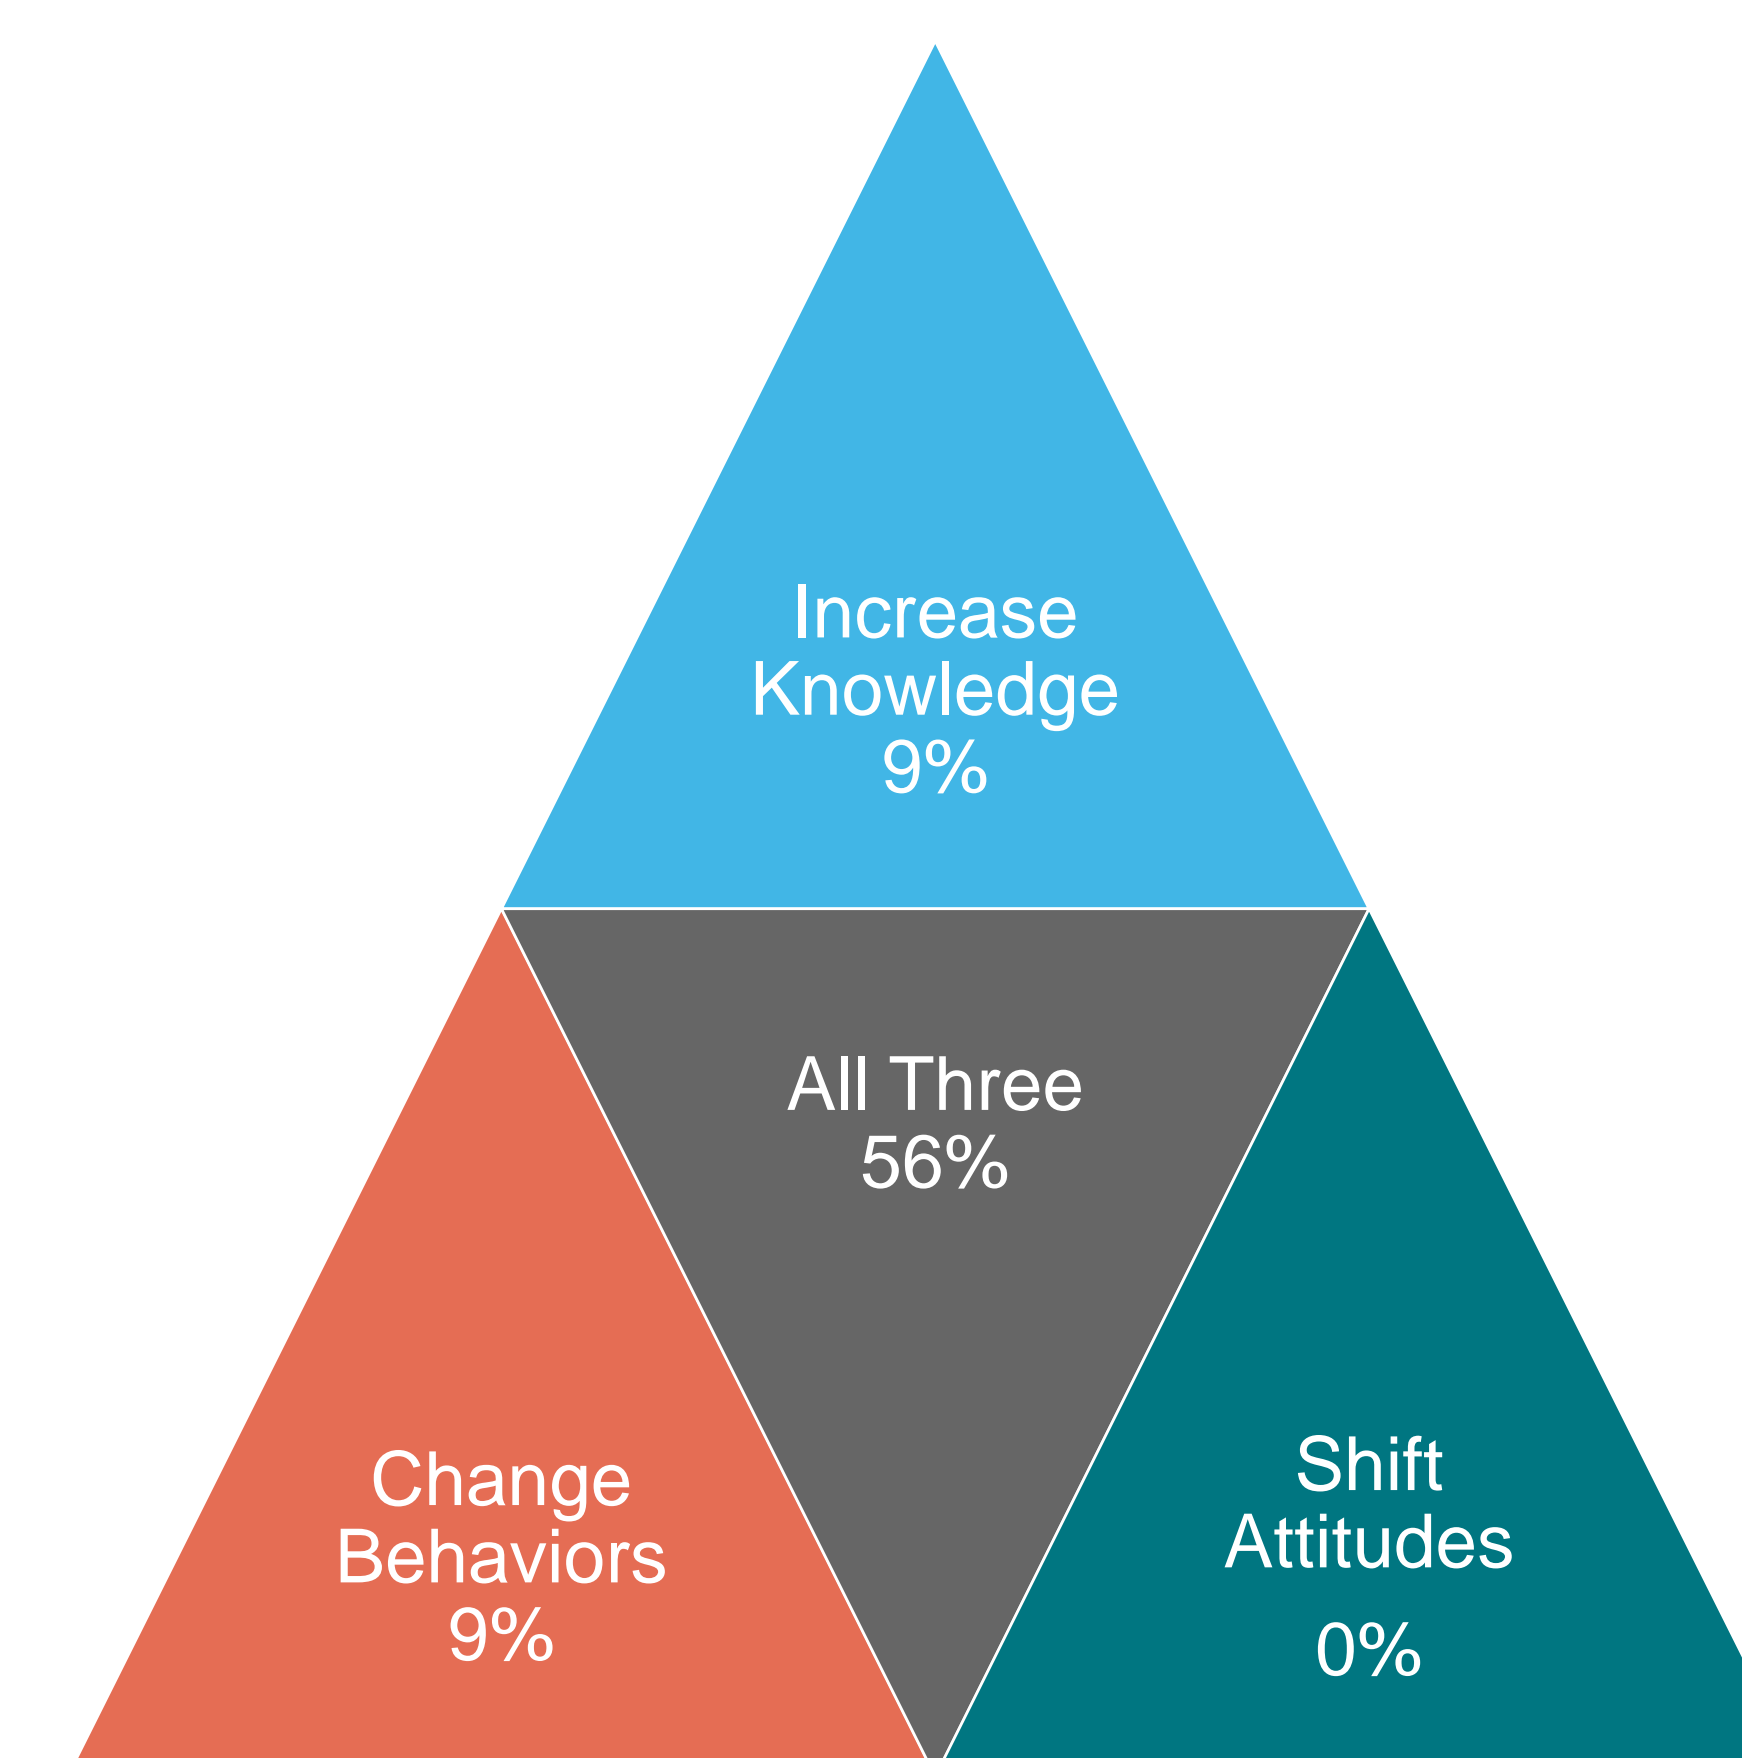 Increase
Knowledge
9%
All Three
56%
Change
Behaviors
9%
Shift
Attitudes
0%